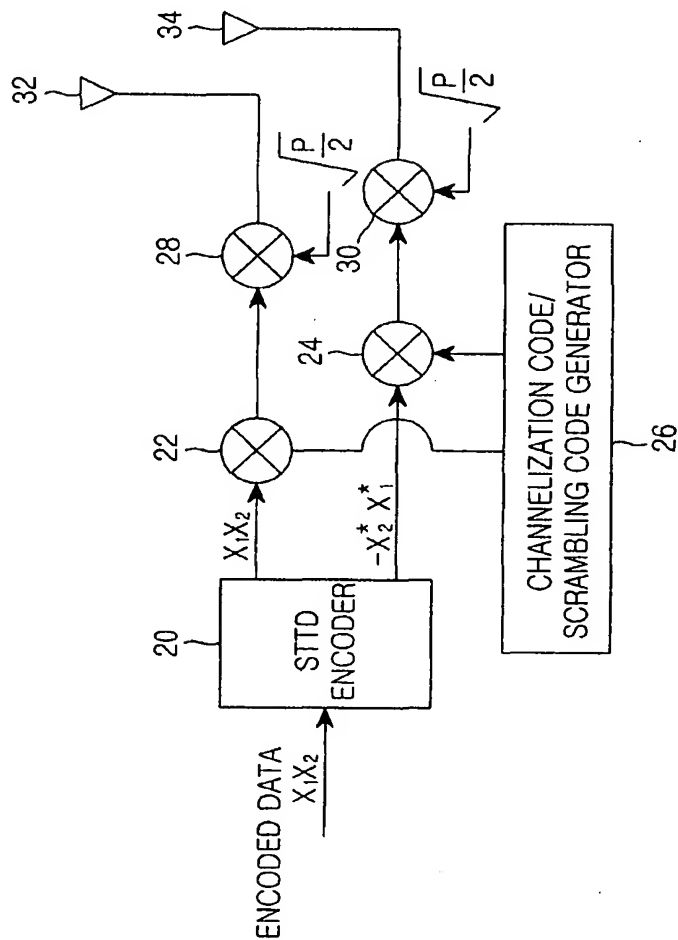 ENCODED DATA
X₁X₂
20
STTD
ENCODER
X₁X₂
-X₂* X₁*
22
24
28
30
√P/2
√P/2
32
34
CHANNELIZATION CODE/
SCRAMBLING CODE GENERATOR
26